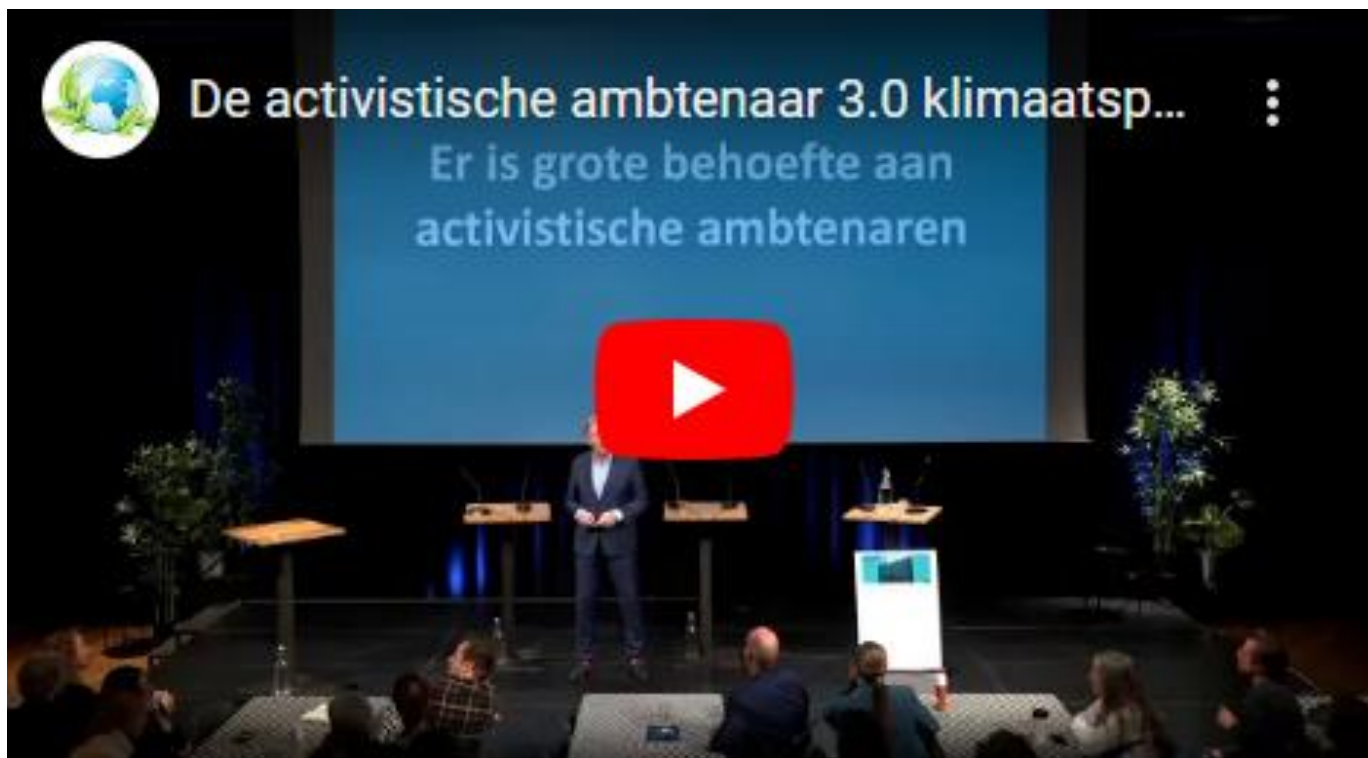 De activistische ambtenaar 3.0 klimaatsp...
Er is grote behoefte aan
activistische ambtenaren